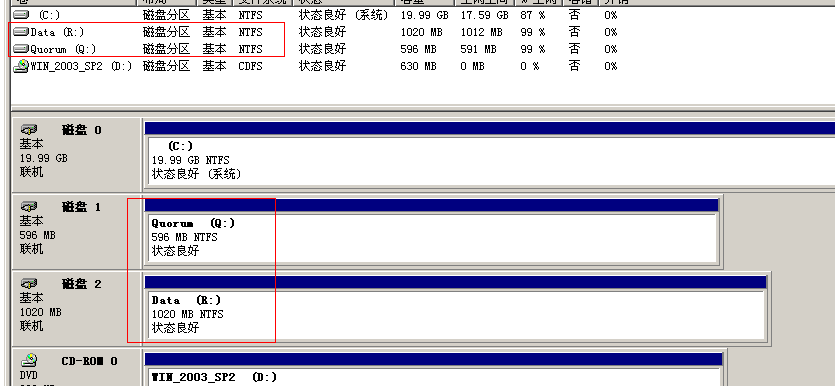 (C:) 磁盘分区 基本 NTFS 状态良好 (系统) 19.99 GB 17.59 GB 87 % 否 0%
Data (R:) 磁盘分区 基本 NTFS 状态良好 1020 MB 1012 MB 99 % 否 0%
Quorum (Q:) 磁盘分区 基本 NTFS 状态良好 596 MB 591 MB 99 % 否 0%
WIN_2003_SP2 (D:) 磁盘分区 基本 CDFS 状态良好 630 MB 0 MB 0 % 否 0%
磁盘 0
基本
19.99 GB
联机
(C:)
19.99 GB NTFS
状态良好 (系统)
磁盘 1
基本
596 MB
联机
Quorum (Q:)
596 MB NTFS
状态良好
磁盘 2
基本
1020 MB
联机
Data (R:)
1020 MB NTFS
状态良好
CD-ROM 0
DVD
WIN_2003_SP2 (D:)